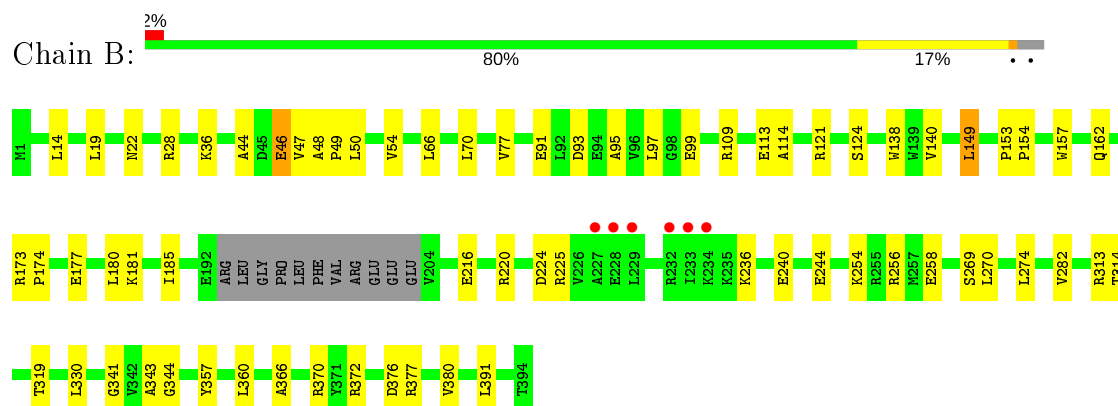 2%
Chain B:
80% 17% • •
M1 L14 L19 N22 R28 K36 A44 D45 E46 V47 A48 P49 L50 V54 L66 L70 V77 E91 L92 D93 E94 A95 V96 L97 G98 E99 R109 E113 A114 R121 S124 W138 W139 V140 L149 P153 P154 W157 Q162
R173 P174 E177 L180 K181 I185 E192 ARG LEU GLY PRO LEU PHE VAL ARG GLU GLU GLU V204 E216 R220 D224 R225 V226 A227 E228 L229 R232 I233 K234 K235 K236 E240 E244 K254 R255 R256 M257 E258 S269 L270 L274 V282 R313 T314
T319 L330 G341 V342 A343 G344 Y357 L360 A366 R370 Y371 R372 D376 R377 V380 L391 T394